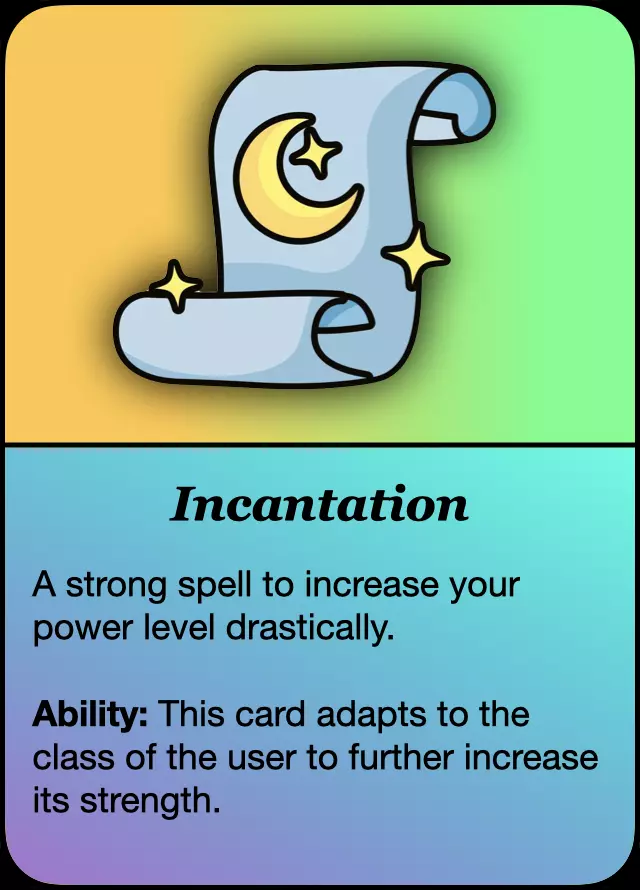 Incantation
A strong spell to increase your
power level drastically.
Ability: This card adapts to the
class of the user to further increase
its strength.